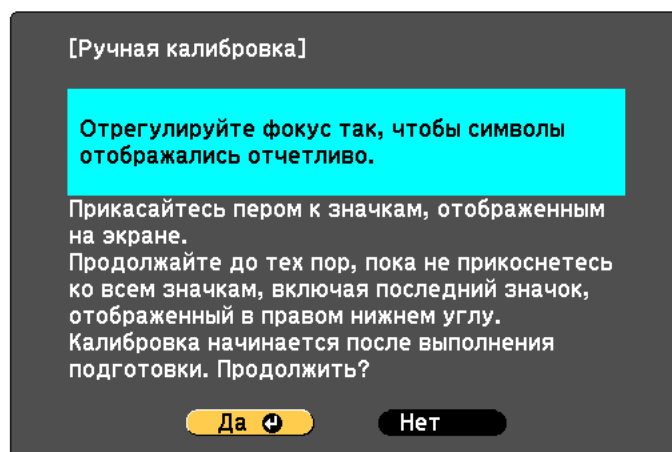 [Ручная калибровка]
Отрегулируйте фокус так, чтобы символы
отображались отчетливо.
Прикасайтесь пером к значкам, отображенным
на экране.
Продолжайте до тех пор, пока не прикоснетесь
ко всем значкам, включая последний значок,
отображенный в правом нижнем углу.
Калибровка начинается после выполнения
подготовки. Продолжить?
Да Нет